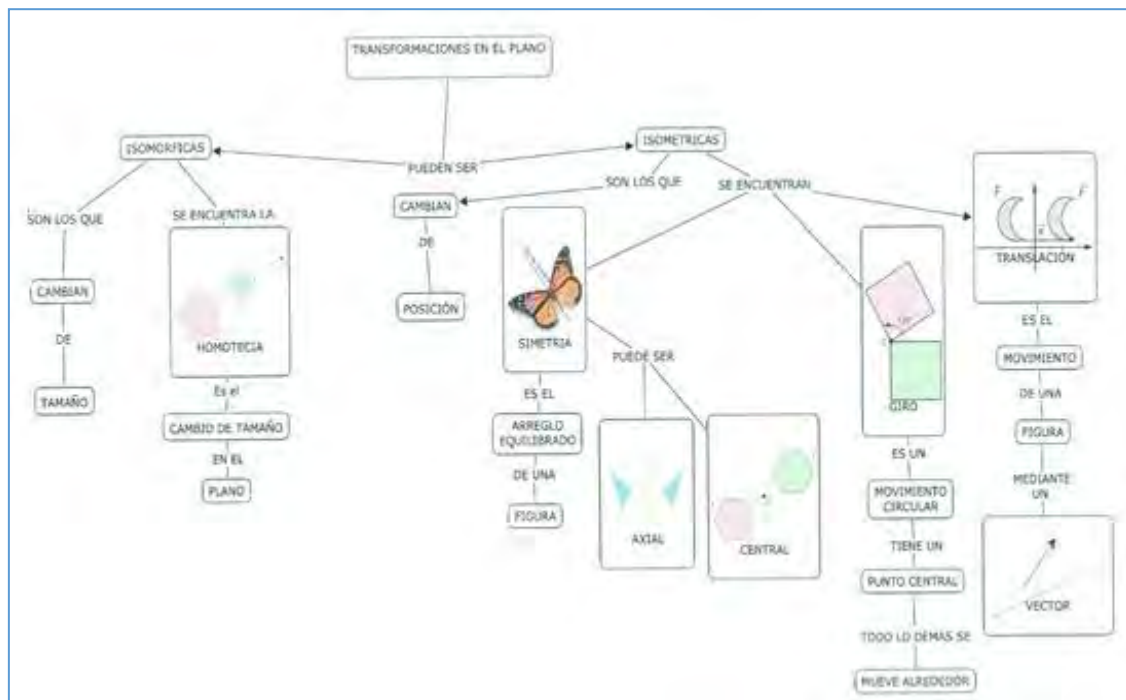 TRANSFORMACIONES EN EL PLANO
PUEDEN SER
ISOMORFICAS
SON LOS QUE
CAMBIAN
DE
TAMAÑO
SE ENCUENTRA LA
HOMOTECIA
Es el
CAMBIO DE TAMAÑO
EN EL
PLANO
ISOMETRICAS
SON LOS QUE
CAMBIAN
DE
POSICIÓN
SE ENCUENTRAN
SIMETRIA
ES EL
ARREGLO
EQUILIBRADO
DE UNA
FIGURA
PUEDE SER
AXIAL
CENTRAL
GIRO
ES UN
MOVIMIENTO
CIRCULAR
TIENE UN
PUNTO CENTRAL
TODO LO DEMAS SE
MUEVE ALREDEDOR
F F'
TRANSLACIÓN
ES EL
MOVIMIENTO
DE UNA
FIGURA
MEDIANTE
UN
VECTOR